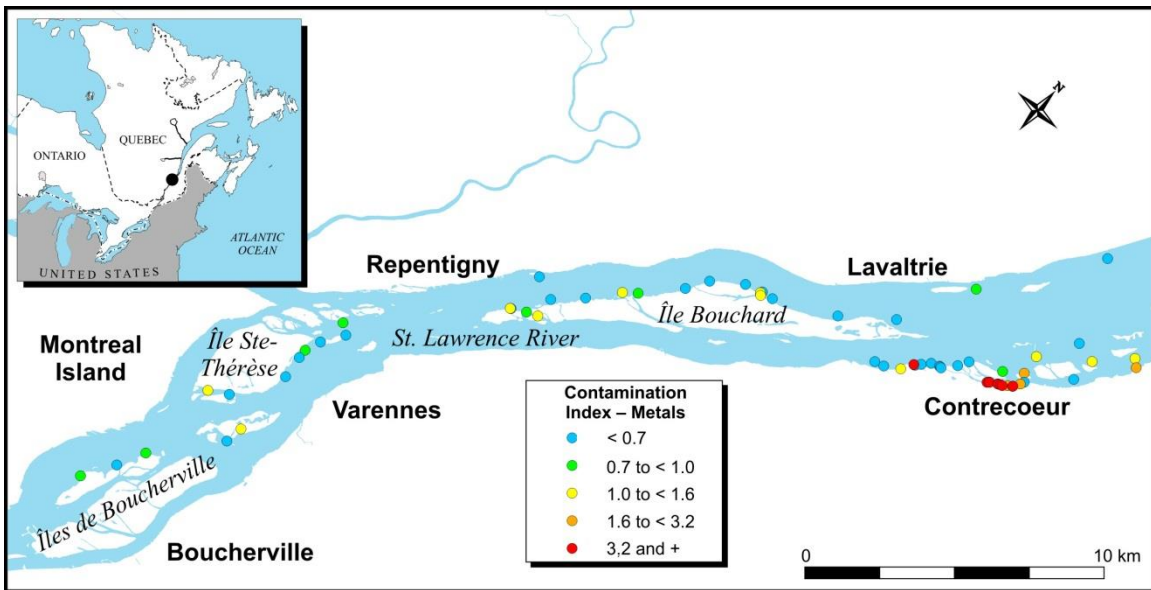 QUEBEC
ONTARIO
ATLANTIC
OCEAN
UNITED STATES
N
Repentigny
Lavaltrie
Île Bouchard
Île Ste-
Thérèse
St. Lawrence River
Montreal
Island
Varennes
Contrecoeur
Îles de Boucherville
Boucherville
Contamination
Index – Metals
< 0.7
0.7 to < 1.0
1.0 to < 1.6
1.6 to < 3.2
3,2 and +
0 10 km